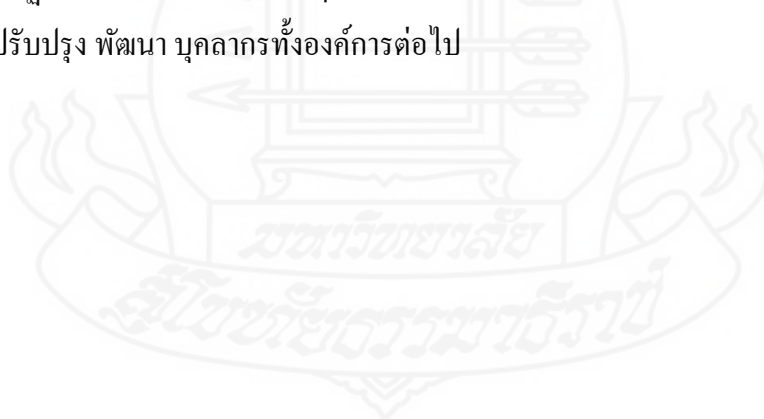 ปรับปรุง พัฒนา บุคลากรทั้งองค์การต่อไป
มหาวิทยาลัย
สุโขทัยธรรมาธิราช